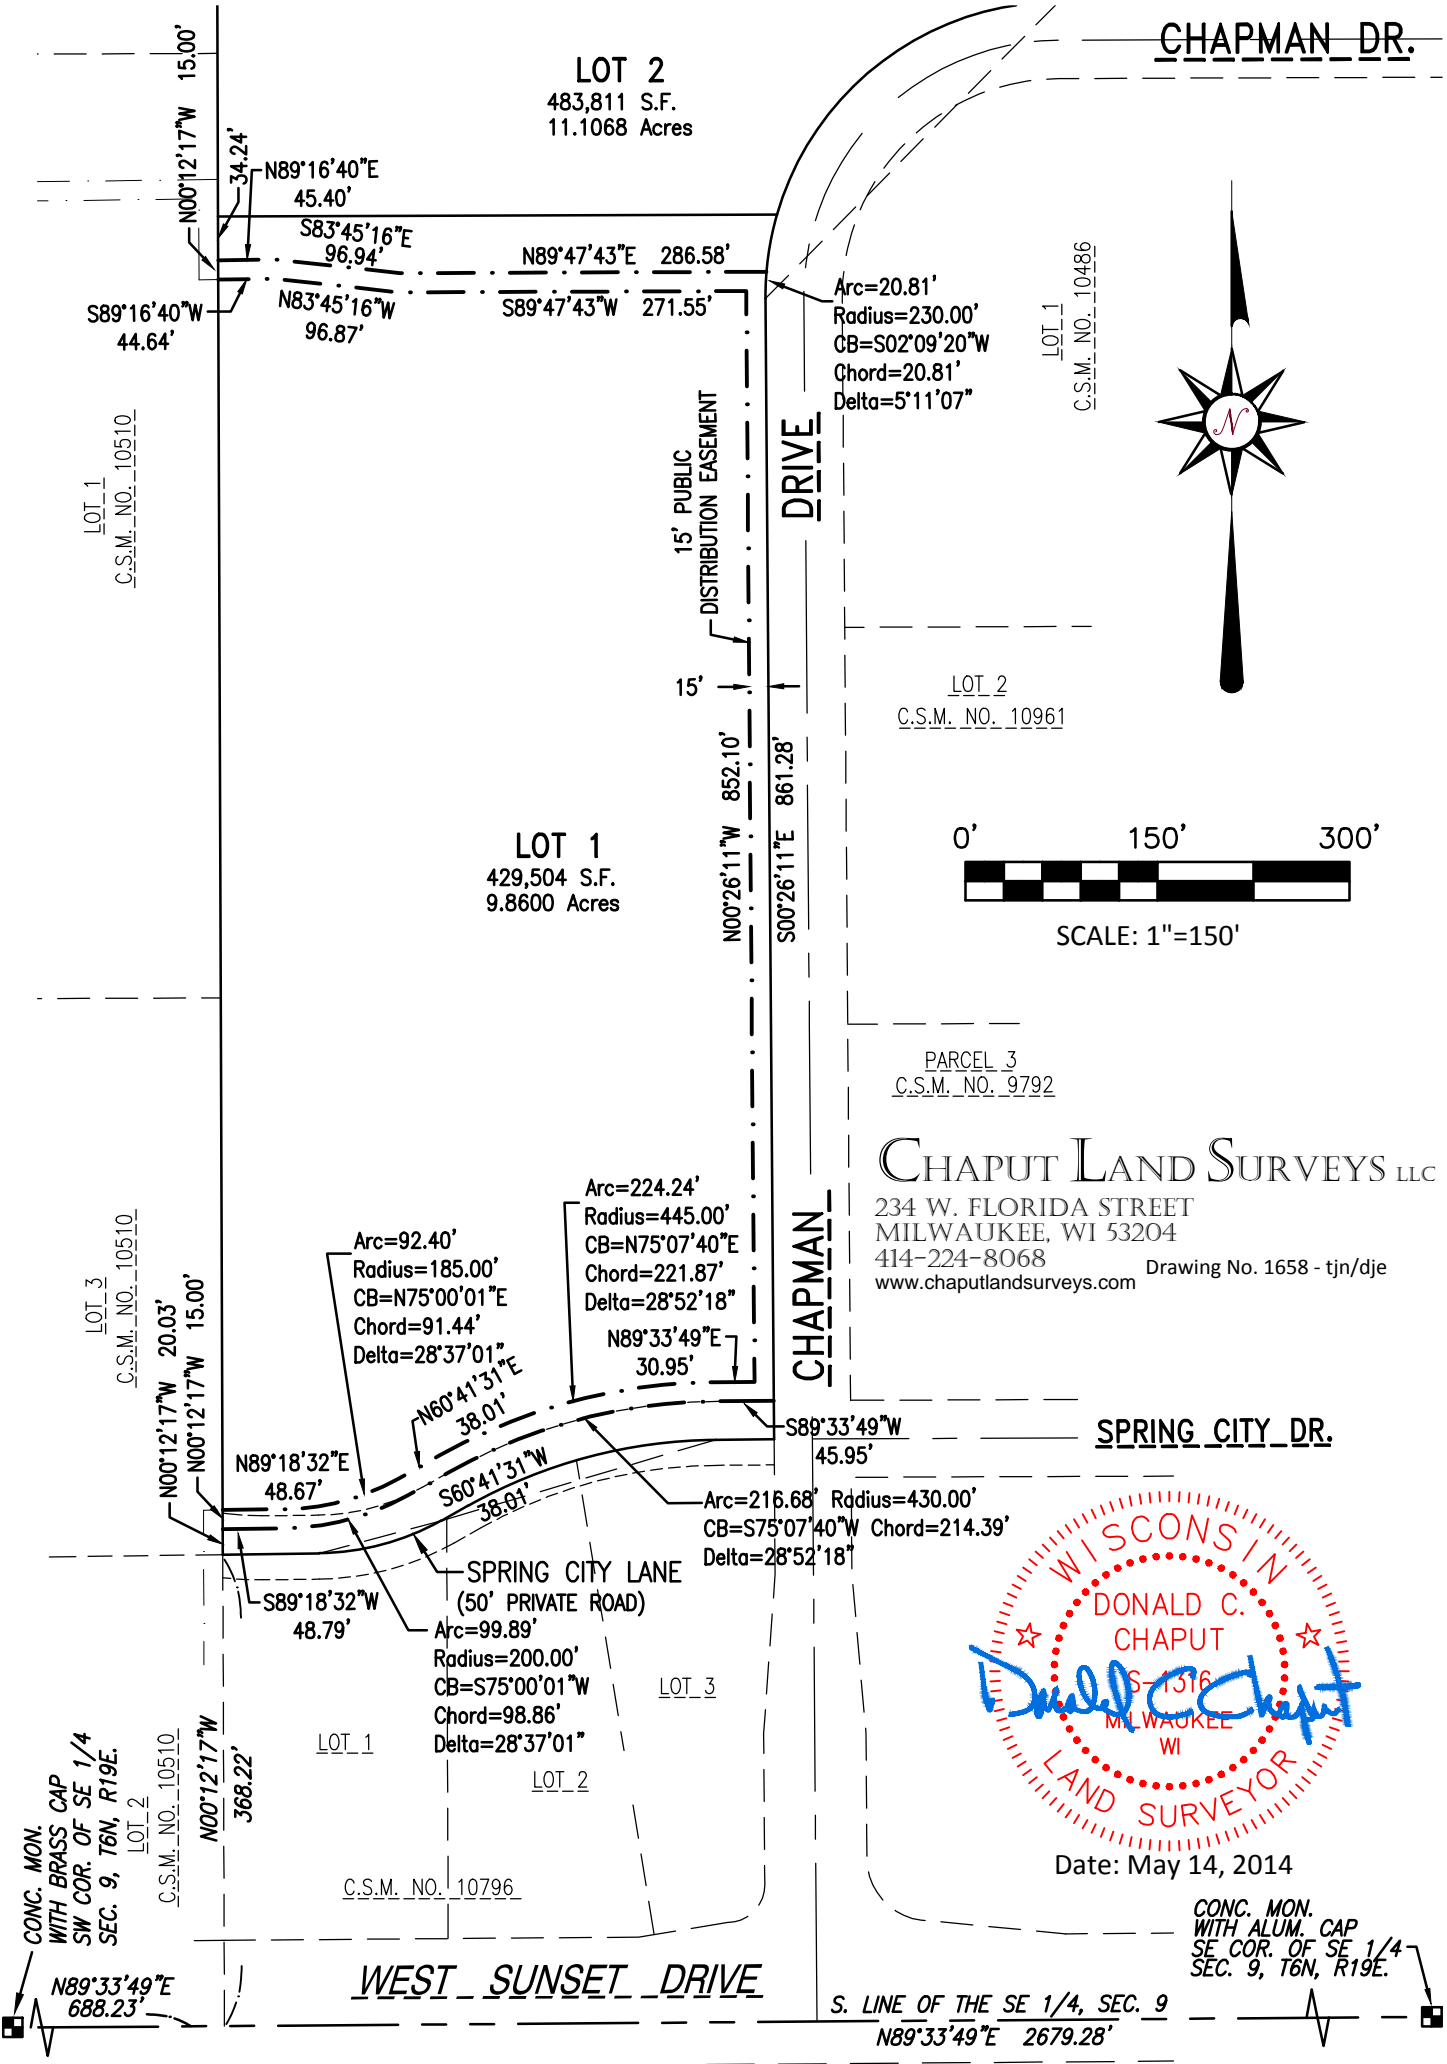 CHAPMAN DR.
LOT 2
483,811 S.F.
11.1068 Acres
N00°12'17"W 15.00'
34.24'
N89°16'40"E
45.40'
S83°45'16"E
96.94'
N89°47'43"E 286.58'
S89°16'40"W
44.64'
N83°45'16"W
96.87'
S89°47'43"W 271.55'
Arc=20.81'
Radius=230.00'
CB=S02°09'20"W
Chord=20.81'
Delta=5°11'07"
LOT 1
C.S.M. NO. 10486
N
LOT 1
C.S.M. NO. 10510
15' PUBLIC
DISTRIBUTION EASEMENT
DRIVE
15'
LOT 2
C.S.M. NO. 10961
N00°26'11"W 852.10'
S00°26'11"E 861.28'
LOT 1
429,504 S.F.
9.8600 Acres
0' 150' 300'
SCALE: 1"=150'
PARCEL 3
C.S.M. NO. 9792
CHAPUT LAND SURVEYS LLC
234 W. FLORIDA STREET
MILWAUKEE, WI 53204
414-224-8068
www.chaputlandsurveys.com
Drawing No. 1658 - tjn/dje
CHAPMAN
Arc=224.24'
Radius=445.00'
CB=N75°07'40"E
Chord=221.87'
Delta=28°52'18"
Arc=92.40'
Radius=185.00'
CB=N75°00'01"E
Chord=91.44'
Delta=28°37'01"
N89°33'49"E
30.95'
LOT 3
C.S.M. NO. 10510
N00°12'17"W 20.03'
N00°12'17"W 15.00'
N60°41'31"E
38.01'
S60°41'31"W
38.01'
N89°18'32"E
48.67'
S89°33'49"W
45.95'
SPRING CITY DR.
Arc=216.68' Radius=430.00'
CB=S75°07'40"W Chord=214.39'
Delta=28°52'18"
SPRING CITY LANE
(50' PRIVATE ROAD)
S89°18'32"W
48.79'
Arc=99.89'
Radius=200.00'
CB=S75°00'01"W
Chord=98.86'
Delta=28°37'01"
LOT 3
LOT 1
LOT 2
C.S.M. NO. 10796
WISCONSIN
DONALD C.
CHAPUT
S-1316
MILWAUKEE
WI
LAND SURVEYOR
Donald C Chaput
Date: May 14, 2014
N00°12'17"W
368.22'
LOT 2
C.S.M. NO. 10510
CONC. MON.
WITH BRASS CAP
SW COR. OF SE 1/4
SEC. 9, T6N, R19E.
CONC. MON.
WITH ALUM. CAP
SE COR. OF SE 1/4
SEC. 9, T6N, R19E.
N89°33'49"E
688.23'
WEST SUNSET DRIVE
S. LINE OF THE SE 1/4, SEC. 9
N89°33'49"E 2679.28'